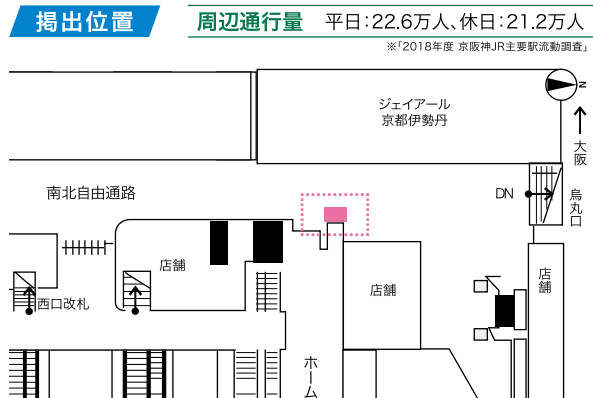 掲出位置
周辺通行量 平日：22.6万人、休日：21.2万人
※「2018年度 京阪神JR主要駅流動調査」
ジェイアール
京都伊勢丹
N
大阪
南北自由通路
DN
烏丸口
店舗
店舗
店舗
西口改札
ホーム